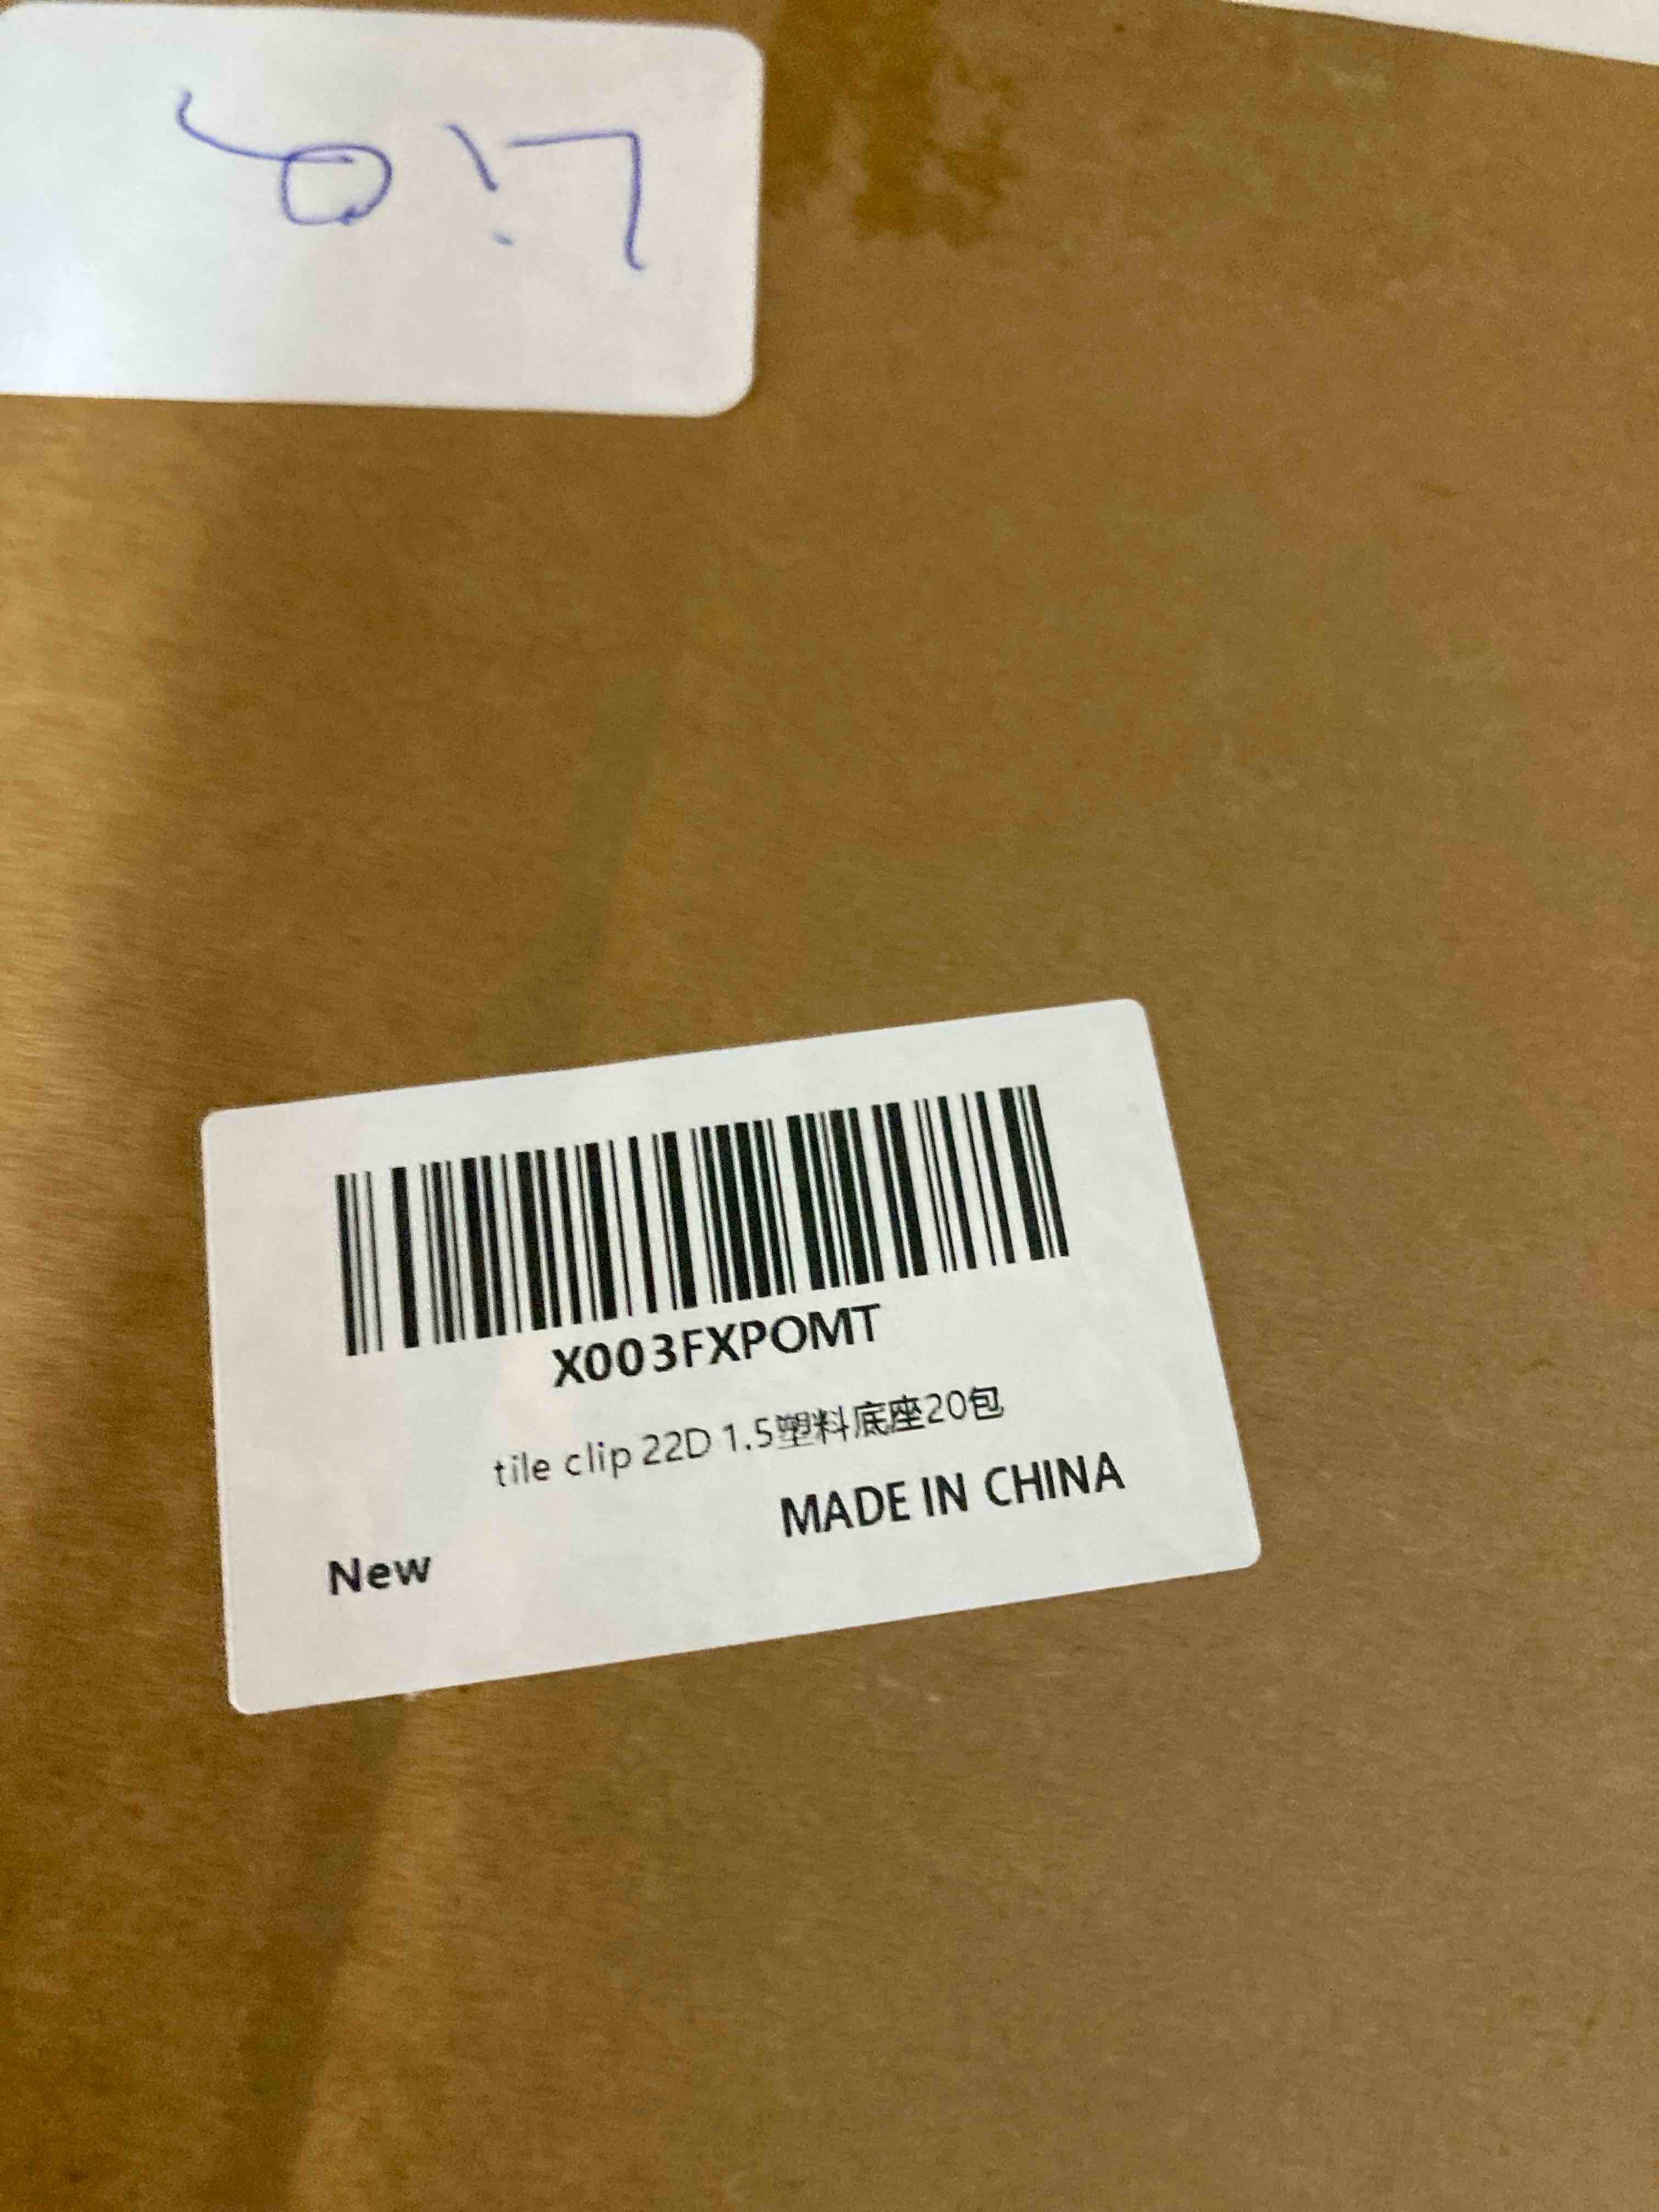 X003FXPOMT
tile clip 22D 1.5塑料底座20包
MADE IN CHINA
New